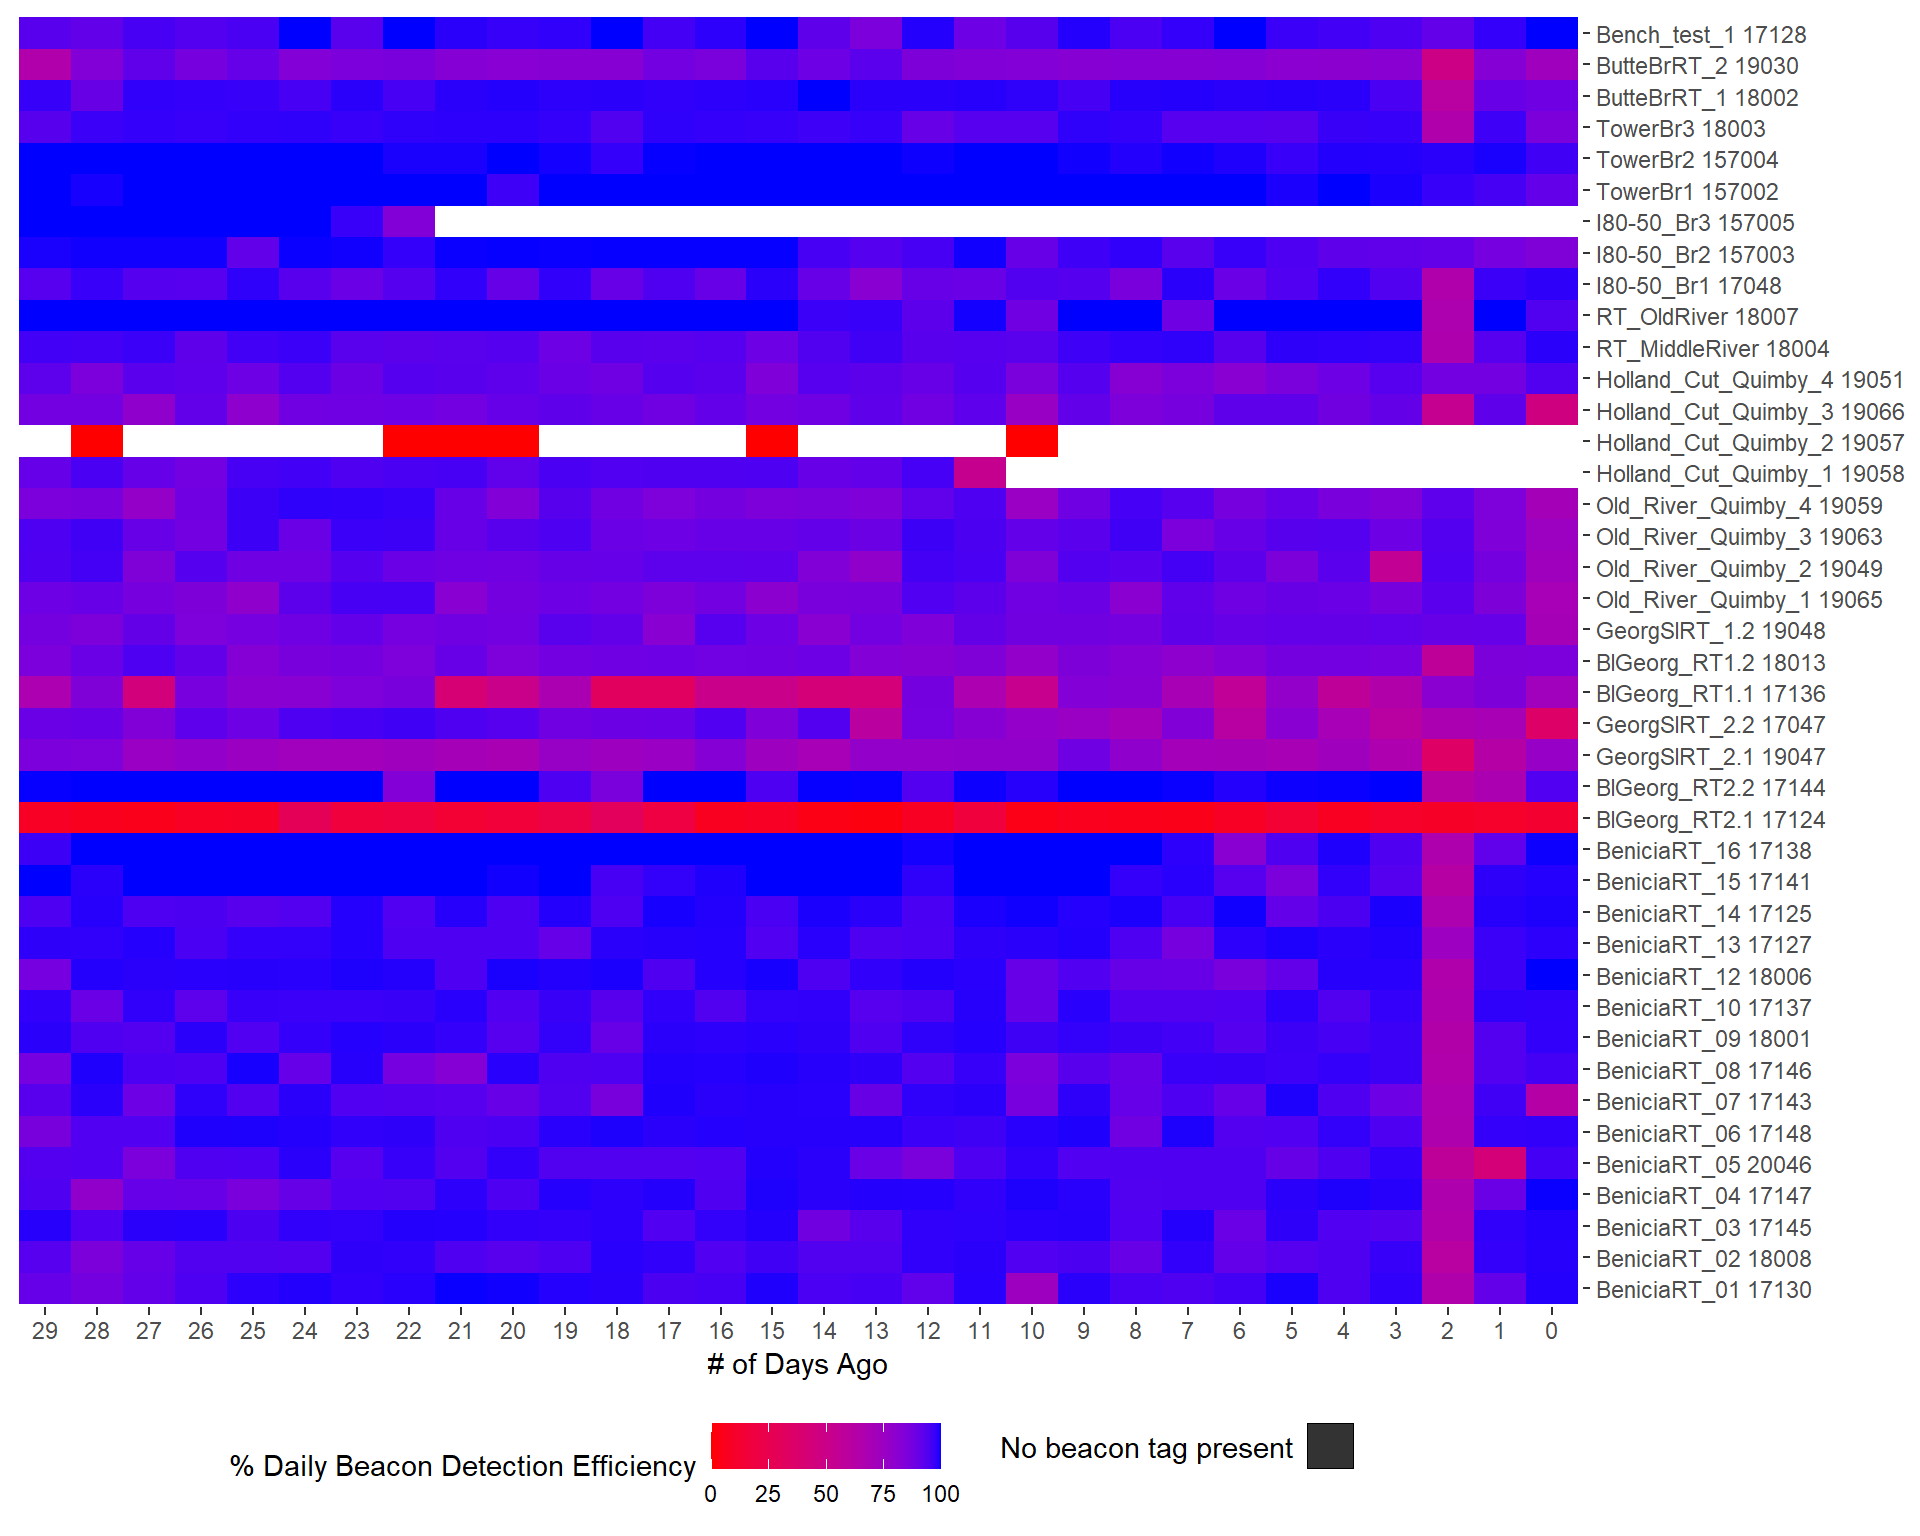 Bench_test_1 17128
ButteBrRT_2 19030
ButteBrRT_1 18002
TowerBr3 18003
TowerBr2 157004
TowerBr1 157002
I80-50_Br3 157005
I80-50_Br2 157003
I80-50_Br1 17048
RT_OldRiver 18007
RT_MiddleRiver 18004
Holland_Cut_Quimby_4 19051
Holland_Cut_Quimby_3 19066
Holland_Cut_Quimby_2 19057
Holland_Cut_Quimby_1 19058
Old_River_Quimby_4 19059
Old_River_Quimby_3 19063
Old_River_Quimby_2 19049
Old_River_Quimby_1 19065
GeorgSlRT_1.2 19048
BlGeorg_RT1.2 18013
BlGeorg_RT1.1 17136
GeorgSlRT_2.2 17047
GeorgSlRT_2.1 19047
BlGeorg_RT2.2 17144
BlGeorg_RT2.1 17124
BeniciaRT_16 17138
BeniciaRT_15 17141
BeniciaRT_14 17125
BeniciaRT_13 17127
BeniciaRT_12 18006
BeniciaRT_10 17137
BeniciaRT_09 18001
BeniciaRT_08 17146
BeniciaRT_07 17143
BeniciaRT_06 17148
BeniciaRT_05 20046
BeniciaRT_04 17147
BeniciaRT_03 17145
BeniciaRT_02 18008
BeniciaRT_01 17130
29 28 27 26 25 24 23 22 21 20 19 18 17 16 15 14 13 12 11 10 9 8 7 6 5 4 3 2 1 0
# of Days Ago
% Daily Beacon Detection Efficiency
0 25 50 75 100
No beacon tag present